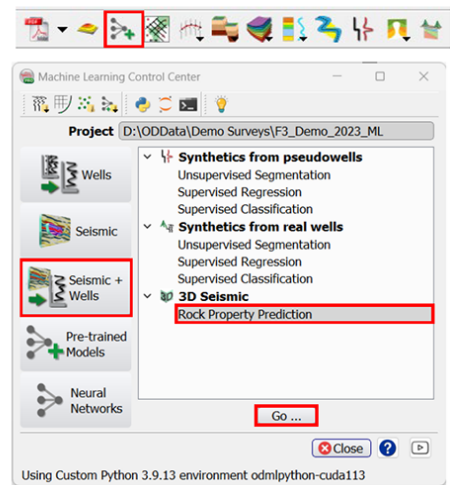 Machine Learning Control Center
Project D:\ODData\Demo Surveys\F3_Demo_2023_ML
Wells
Seismic
Seismic +
Wells
Pre-trained
Models
Neural
Networks
Synthetics from pseudowells
Unsupervised Segmentation
Supervised Regression
Supervised Classification
Synthetics from real wells
Unsupervised Segmentation
Supervised Regression
Supervised Classification
3D Seismic
Rock Property Prediction
Go ...
Close
Using Custom Python 3.9.13 environment odmlpython-cuda113